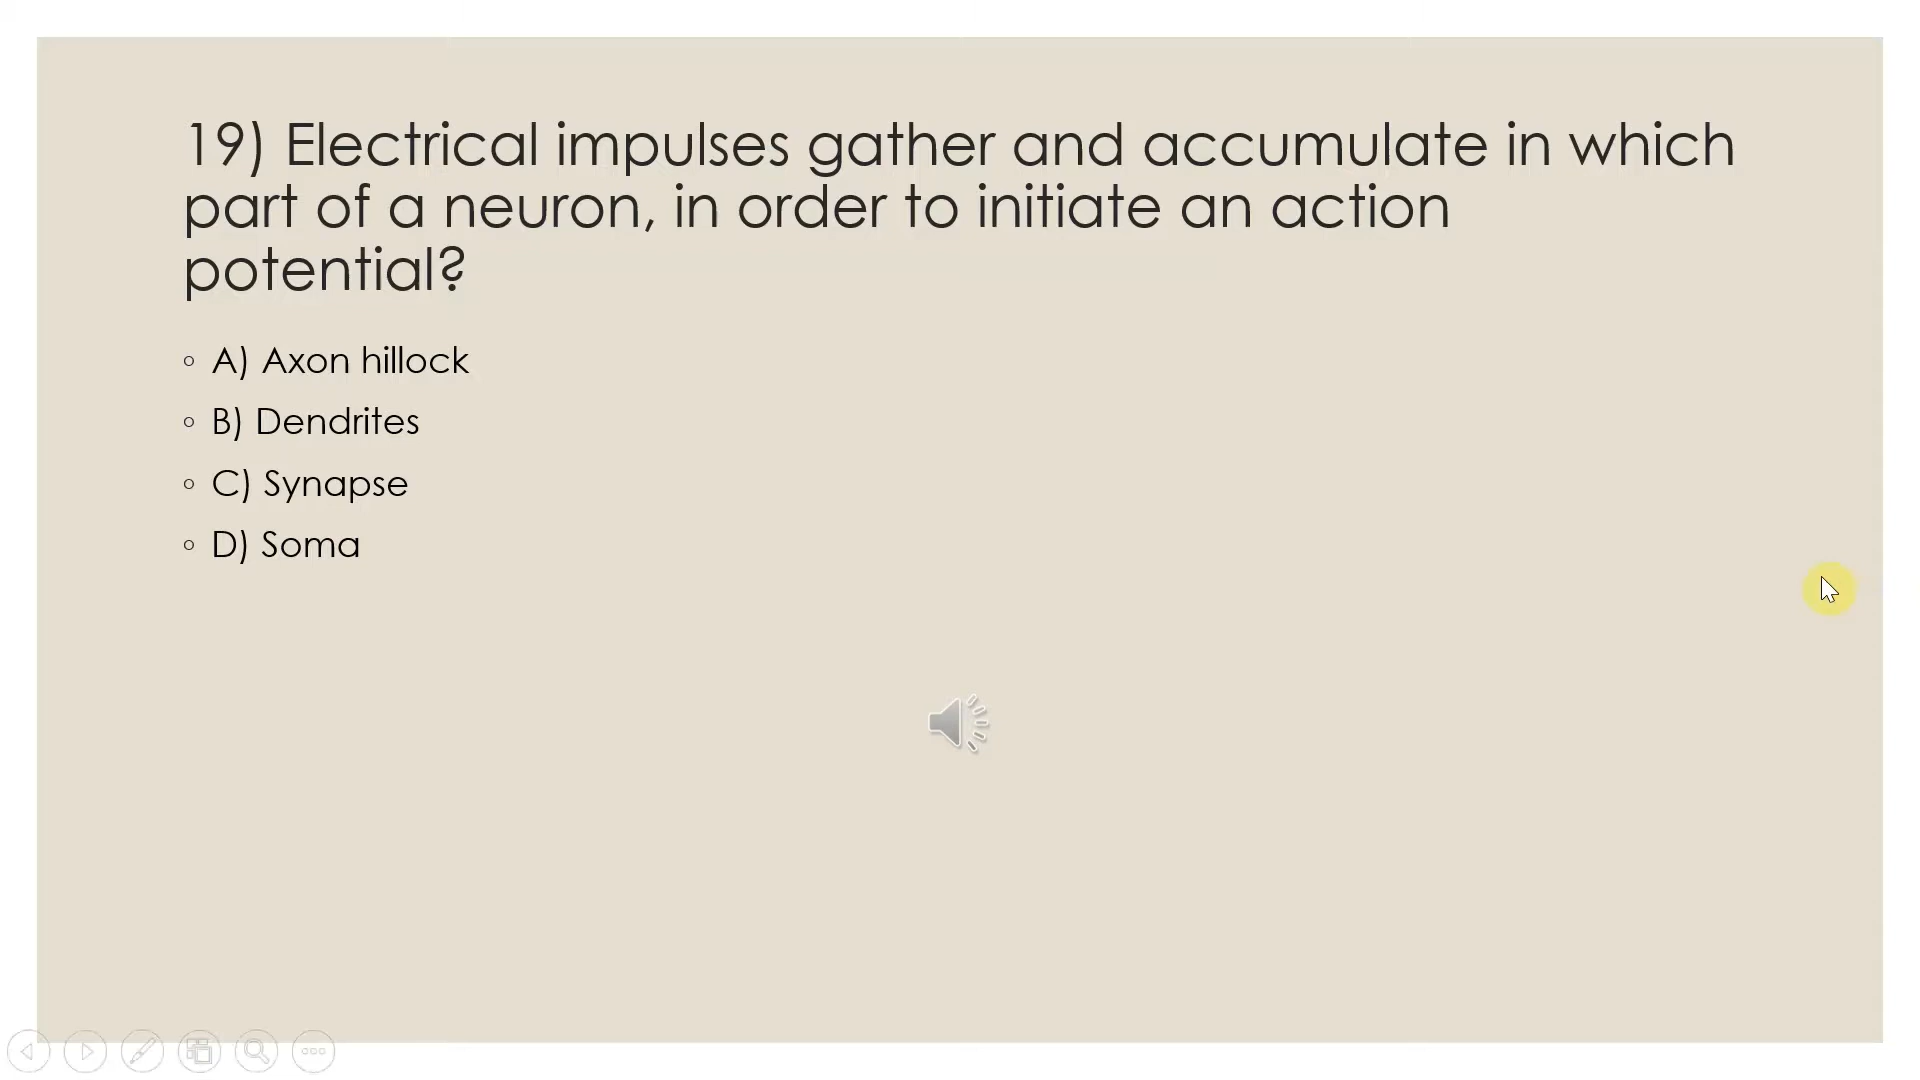 19) Electrical impulses gather and accumulate in which
part of a neuron, in order to initiate an action
potential?
A) Axon hillock
B) Dendrites
C) Synapse
D) Soma